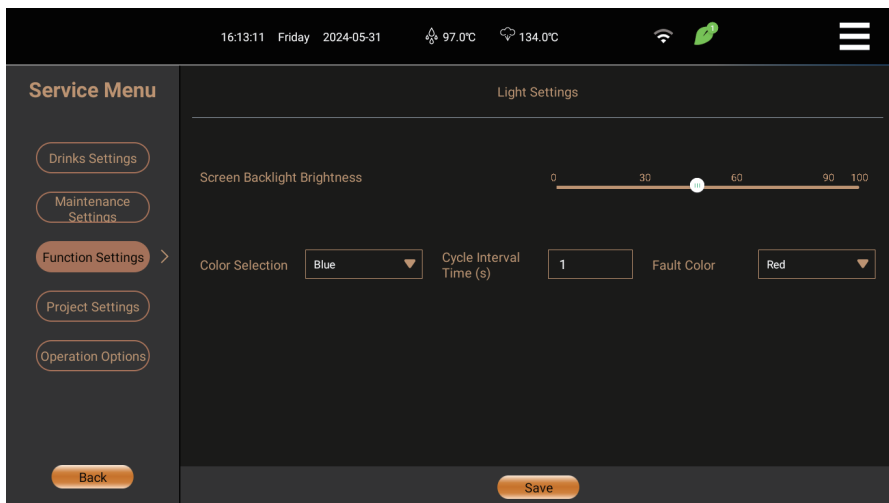 16:13:11 Friday 2024-05-31 97.0℃ 134.0℃ 1
Service Menu
Drinks Settings
Maintenance
Settings
Function Settings >
Project Settings
Operation Options
Back
Light Settings
Screen Backlight Brightness 0 30 60 90 100
Color Selection Blue Cycle Interval
Time (s) 1 Fault Color Red
Save